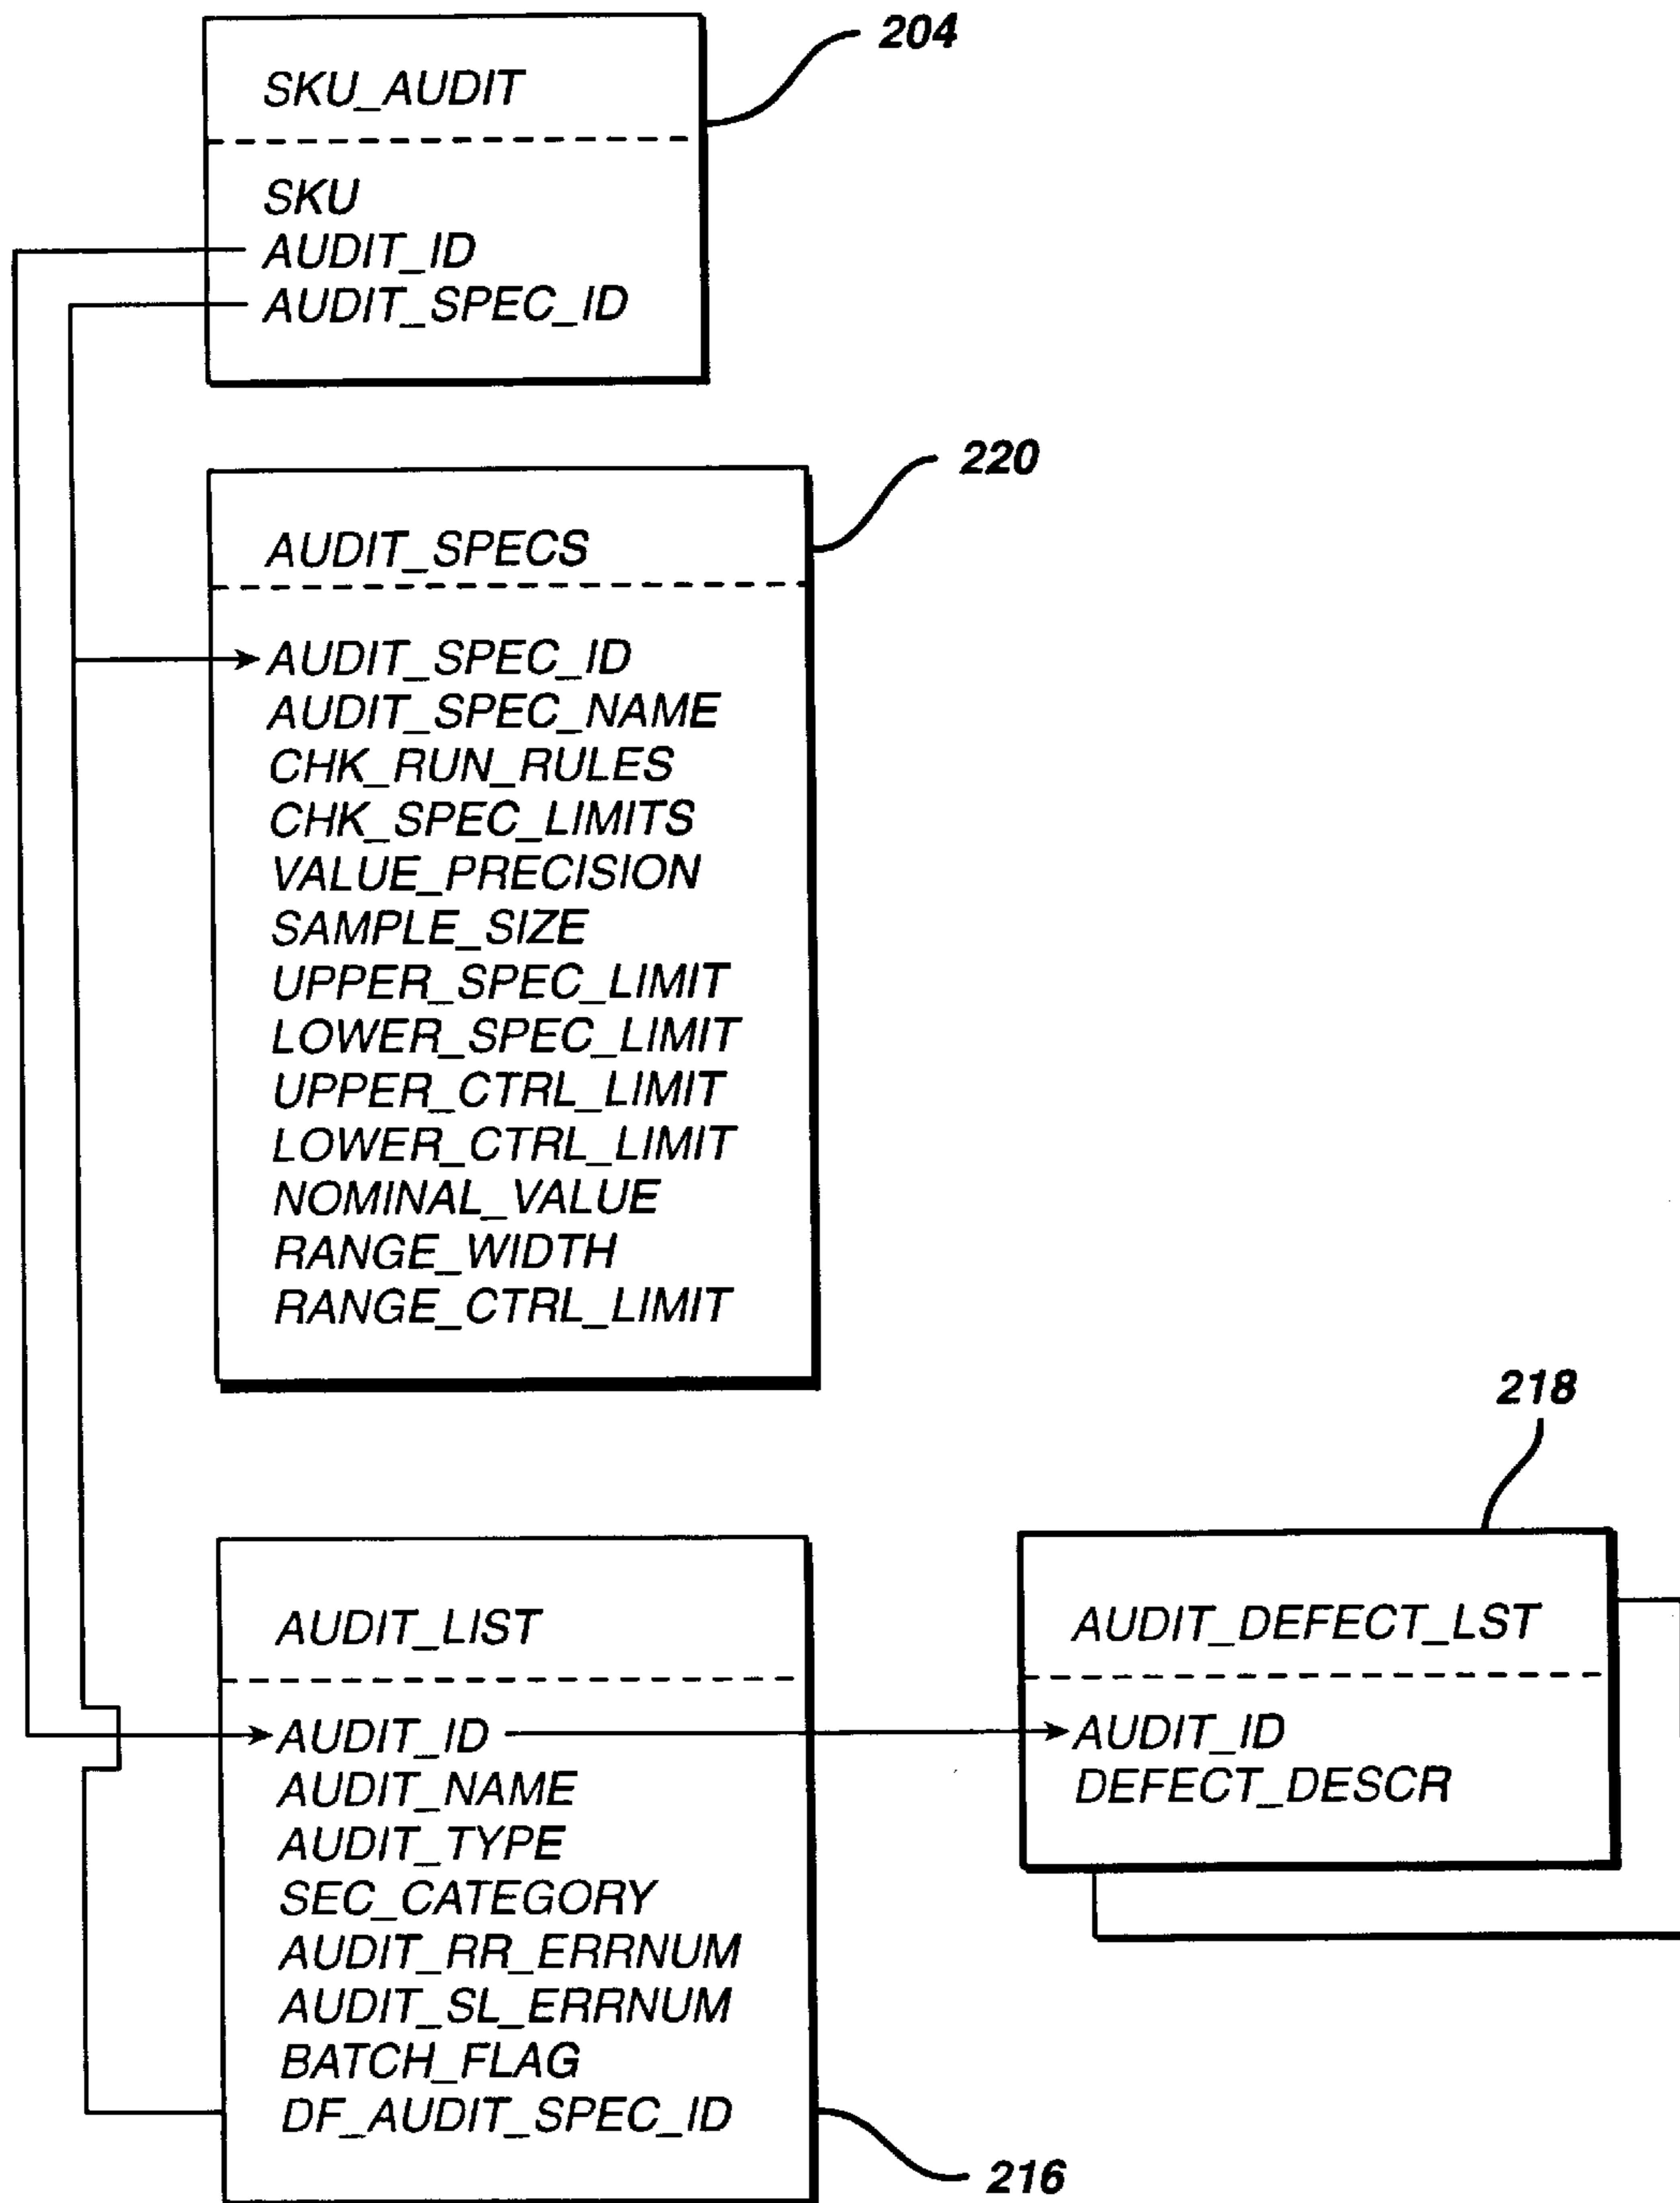 204
SKU_AUDIT
SKU
AUDIT_ID
AUDIT_SPEC_ID
220
AUDIT_SPECS
AUDIT_SPEC_ID
AUDIT_SPEC_NAME
CHK_RUN_RULES
CHK_SPEC_LIMITS
VALUE_PRECISION
SAMPLE_SIZE
UPPER_SPEC_LIMIT
LOWER_SPEC_LIMIT
UPPER_CTRL_LIMIT
LOWER_CTRL_LIMIT
NOMINAL_VALUE
RANGE_WIDTH
RANGE_CTRL_LIMIT
218
AUDIT_LIST
AUDIT_ID
AUDIT_NAME
AUDIT_TYPE
SEC_CATEGORY
AUDIT_RR_ERRNUM
AUDIT_SL_ERRNUM
BATCH_FLAG
DF_AUDIT_SPEC_ID
216
AUDIT_DEFECT_LST
AUDIT_ID
DEFECT_DESCR